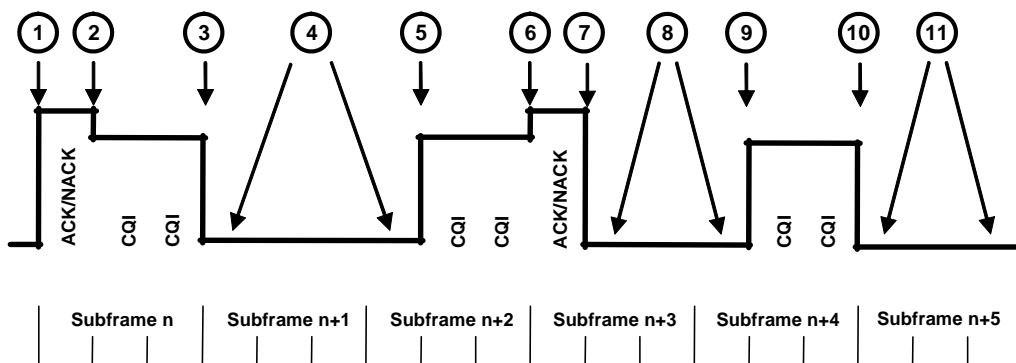 1 2 3 4 5 6 7 8 9 10 11
ACK/NACK CQI CQI CQI CQI ACK/NACK CQI CQI
Subframe n Subframe n+1 Subframe n+2 Subframe n+3 Subframe n+4 Subframe n+5